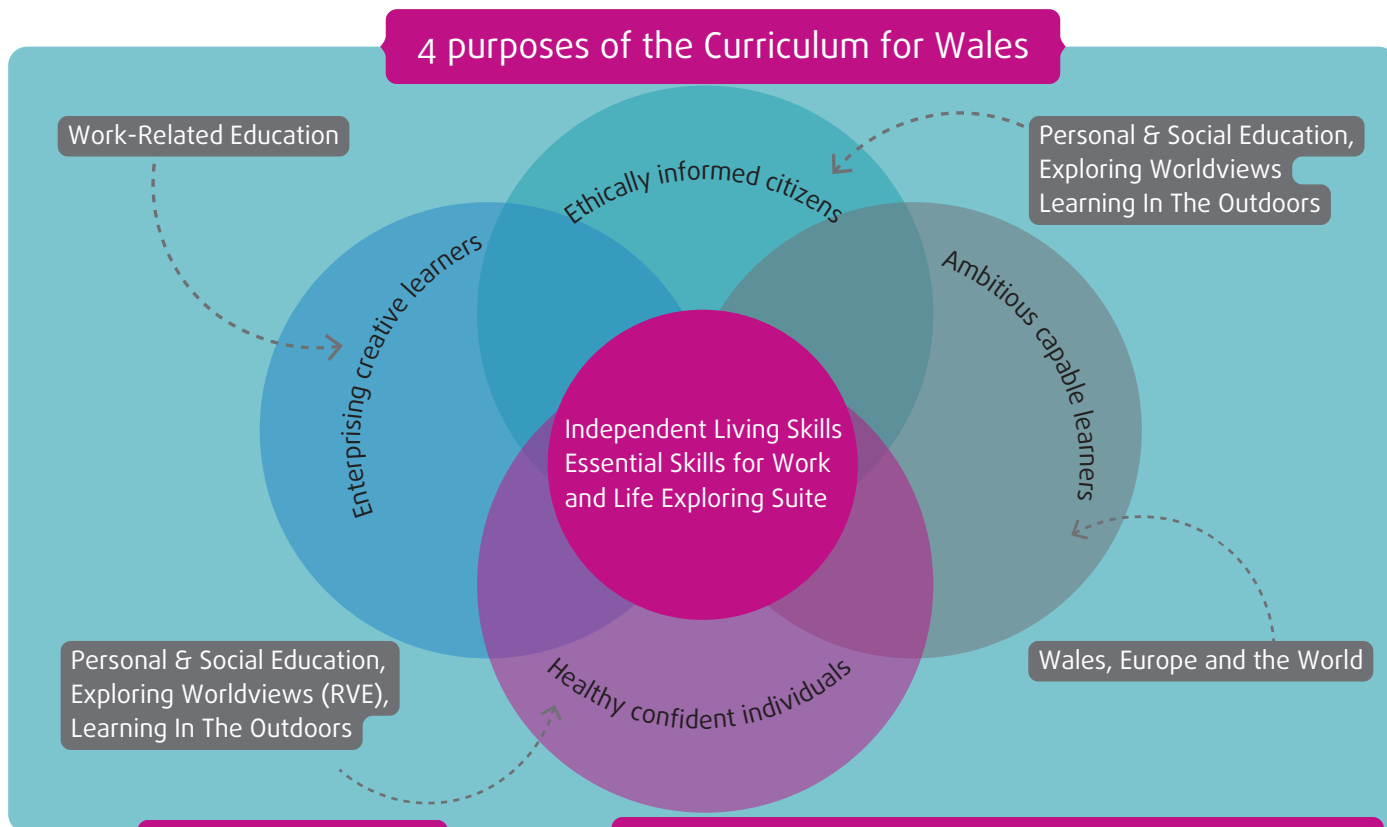 4 purposes of the Curriculum for Wales
Work-Related Education
Personal & Social Education,
Exploring Worldviews
Learning In The Outdoors
Ethically informed citizens
Enterprising creative learners
Ambitious capable learners
Independent Living Skills
Essential Skills for Work
and Life Exploring Suite
Healthy confident individuals
Personal & Social Education,
Exploring Worldviews (RVE),
Learning In The Outdoors
Wales, Europe and the World